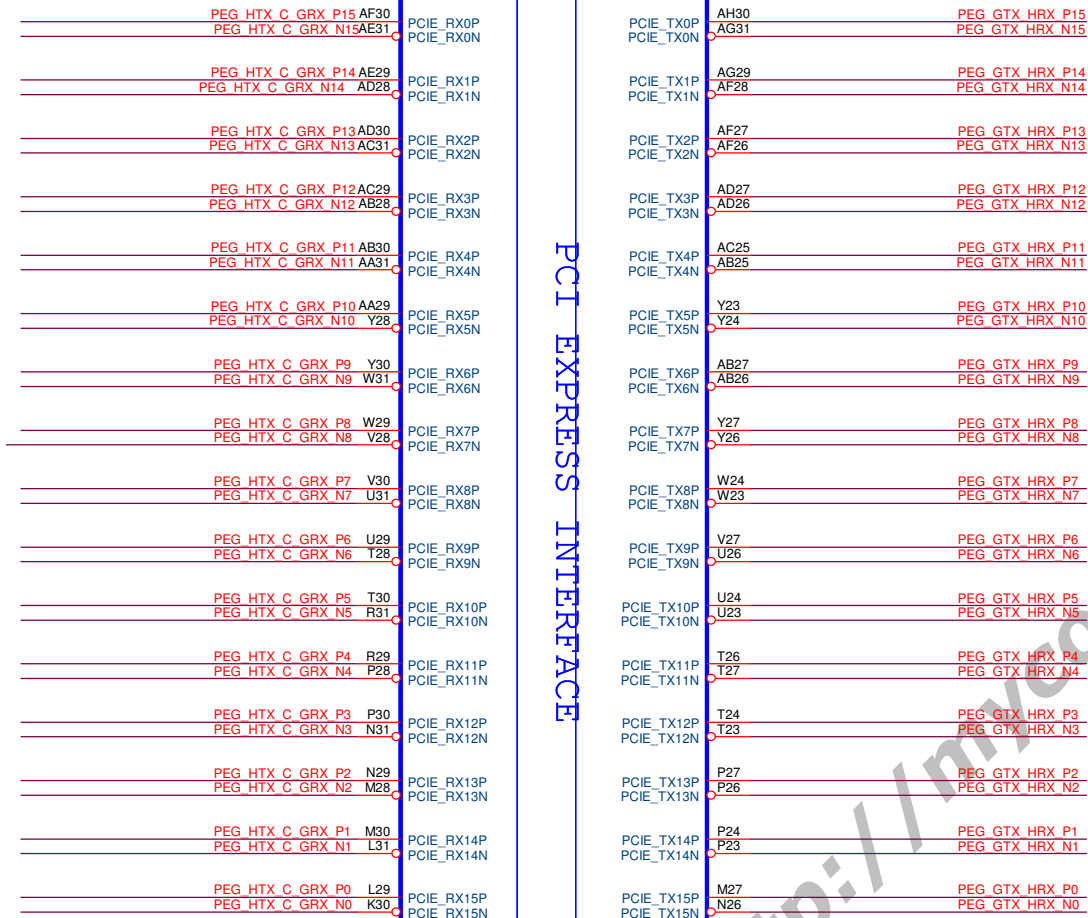 PEG_HTX_C_GRX_P15 AF30 PCIE_RX0P PCIE_TX0P AH30 PEG_GTX_HRX_P15
PEG_HTX_C_GRX_N15 AE31 PCIE_RX0N PCIE_TX0N AG31 PEG_GTX_HRX_N15
PEG_HTX_C_GRX_P14 AE29 PCIE_RX1P PCIE_TX1P AG29 PEG_GTX_HRX_P14
PEG_HTX_C_GRX_N14 AD28 PCIE_RX1N PCIE_TX1N AF28 PEG_GTX_HRX_N14
PEG_HTX_C_GRX_P13 AD30 PCIE_RX2P PCIE_TX2P AF27 PEG_GTX_HRX_P13
PEG_HTX_C_GRX_N13 AC31 PCIE_RX2N PCIE_TX2N AF26 PEG_GTX_HRX_N13
PEG_HTX_C_GRX_P12 AC29 PCIE_RX3P PCIE_TX3P AD27 PEG_GTX_HRX_P12
PEG_HTX_C_GRX_N12 AB28 PCIE_RX3N PCIE_TX3N AD26 PEG_GTX_HRX_N12
PEG_HTX_C_GRX_P11 AB30 PCIE_RX4P PCIE_TX4P AC25 PEG_GTX_HRX_P11
PEG_HTX_C_GRX_N11 AA31 PCIE_RX4N PCIE_TX4N AB25 PEG_GTX_HRX_N11
PEG_HTX_C_GRX_P10 AA29 PCIE_RX5P PCIE_TX5P Y23 PEG_GTX_HRX_P10
PEG_HTX_C_GRX_N10 Y28 PCIE_RX5N PCIE_TX5N Y24 PEG_GTX_HRX_N10
PEG_HTX_C_GRX_P9 Y30 PCIE_RX6P PCIE_TX6P AB27 PEG_GTX_HRX_P9
PEG_HTX_C_GRX_N9 W31 PCIE_RX6N PCIE_TX6N AB26 PEG_GTX_HRX_N9
PEG_HTX_C_GRX_P8 W29 PCIE_RX7P PCIE_TX7P Y27 PEG_GTX_HRX_P8
PEG_HTX_C_GRX_N8 V28 PCIE_RX7N PCIE_TX7N Y26 PEG_GTX_HRX_N8
PEG_HTX_C_GRX_P7 V30 PCIE_RX8P PCIE_TX8P W24 PEG_GTX_HRX_P7
PEG_HTX_C_GRX_N7 U31 PCIE_RX8N PCIE_TX8N W23 PEG_GTX_HRX_N7
PEG_HTX_C_GRX_P6 U29 PCIE_RX9P PCIE_TX9P V27 PEG_GTX_HRX_P6
PEG_HTX_C_GRX_N6 T28 PCIE_RX9N PCIE_TX9N U26 PEG_GTX_HRX_N6
PEG_HTX_C_GRX_P5 T30 PCIE_RX10P PCIE_TX10P U24 PEG_GTX_HRX_P5
PEG_HTX_C_GRX_N5 R31 PCIE_RX10N PCIE_TX10N U23 PEG_GTX_HRX_N5
PEG_HTX_C_GRX_P4 R29 PCIE_RX11P PCIE_TX11P T26 PEG_GTX_HRX_P4
PEG_HTX_C_GRX_N4 P28 PCIE_RX11N PCIE_TX11N T27 PEG_GTX_HRX_N4
PEG_HTX_C_GRX_P3 P30 PCIE_RX12P PCIE_TX12P T24 PEG_GTX_HRX_P3
PEG_HTX_C_GRX_N3 N31 PCIE_RX12N PCIE_TX12N T23 PEG_GTX_HRX_N3
PEG_HTX_C_GRX_P2 N29 PCIE_RX13P PCIE_TX13P P27 PEG_GTX_HRX_P2
PEG_HTX_C_GRX_N2 M28 PCIE_RX13N PCIE_TX13N P26 PEG_GTX_HRX_N2
PEG_HTX_C_GRX_P1 M30 PCIE_RX14P PCIE_TX14P P24 PEG_GTX_HRX_P1
PEG_HTX_C_GRX_N1 L31 PCIE_RX14N PCIE_TX14N P23 PEG_GTX_HRX_N1
PEG_HTX_C_GRX_P0 L29 PCIE_RX15P PCIE_TX15P M27 PEG_GTX_HRX_P0
PEG_HTX_C_GRX_N0 K30 PCIE_RX15N PCIE_TX15N N26 PEG_GTX_HRX_N0
PCI EXPRESS INTERFACE